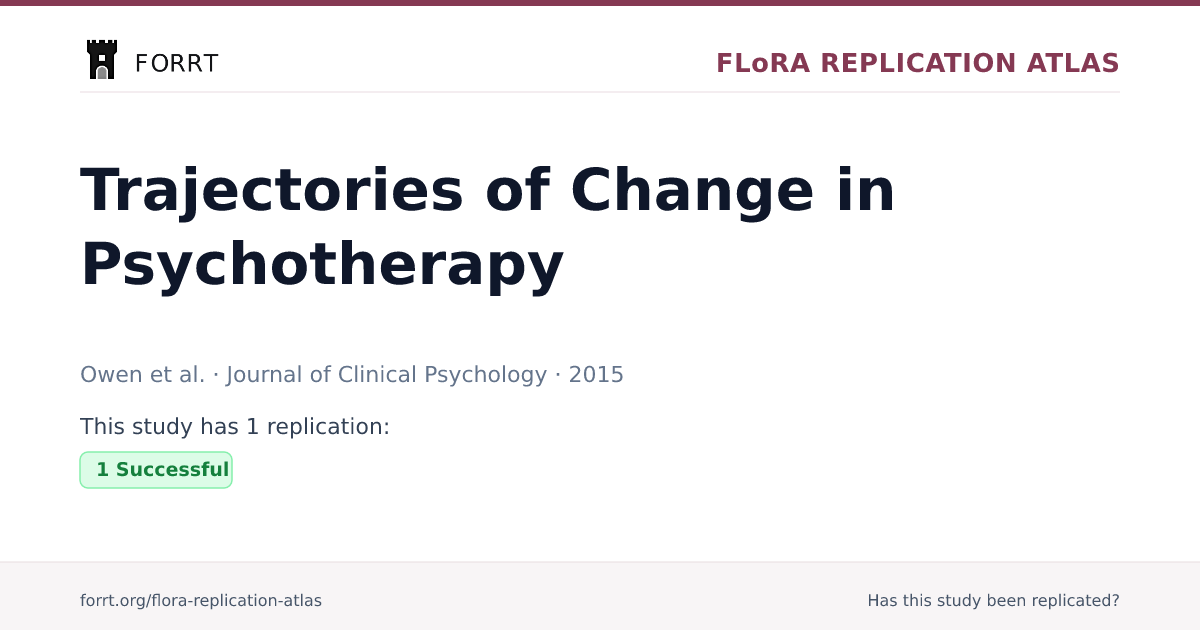 FORRT
FLoRA REPLICATION ATLAS
Trajectories of Change in
Psychotherapy
Owen et al. · Journal of Clinical Psychology · 2015
This study has 1 replication:
1 Successful
forrt.org/flora-replication-atlas
Has this study been replicated?